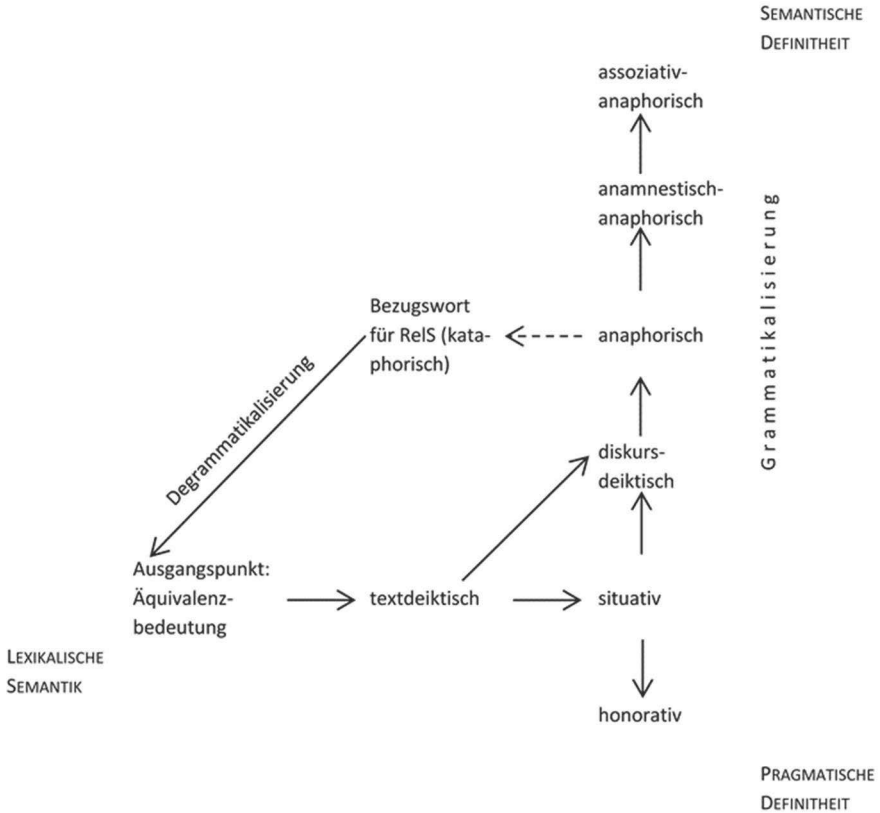 SEMANTISCHE
DEFINITHEIT
assoziativ-
anaphorisch
anamnestisch-
anaphorisch
Grammatikalisierung
Bezugswort
für RelS (kata-
phorisch)
anaphorisch
Degrammatikalisierung
diskurs-
deiktisch
Ausgangspunkt:
Äquivalenz-
bedeutung
textdeiktisch
situativ
LEXIKALISCHE
SEMANTIK
honorativ
PRAGMATISCHE
DEFINITHEIT